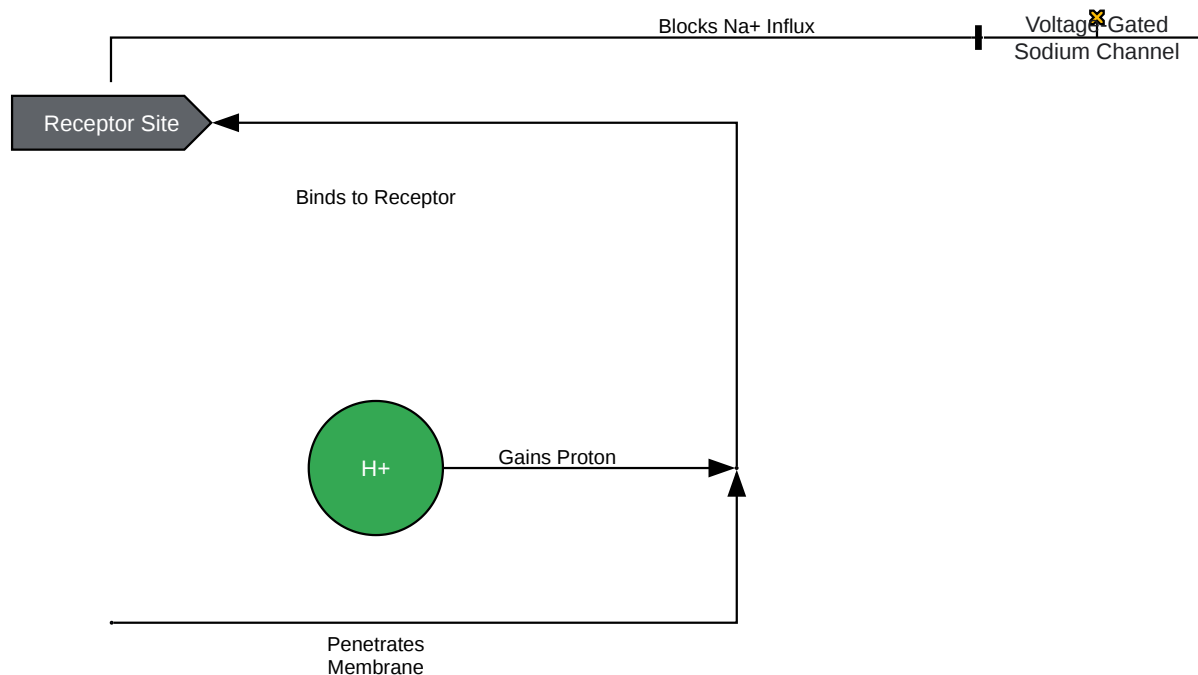 Blocks Na+ Influx
Voltage-Gated
Sodium Channel
Receptor Site
Binds to Receptor
H+
Gains Proton
Penetrates
Membrane